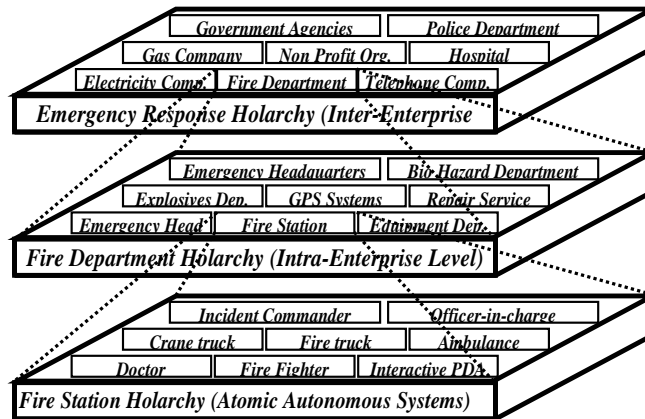 Government Agencies Police Department
Gas Company Non Profit Org. Hospital
Electricity Comp. Fire Department Telephone Comp.
Emergency Response Holarchy (Inter-Enterprise
Emergency Headquarters Bio Hazard Department
Explosives Dep. GPS Systems Repair Service
Emergency Head Fire Station Equipment Dep.
Fire Department Holarchy (Intra-Enterprise Level)
Incident Commander Officer-in-charge
Crane truck Fire truck Ambulance
Doctor Fire Fighter Interactive PDA
Fire Station Holarchy (Atomic Autonomous Systems)